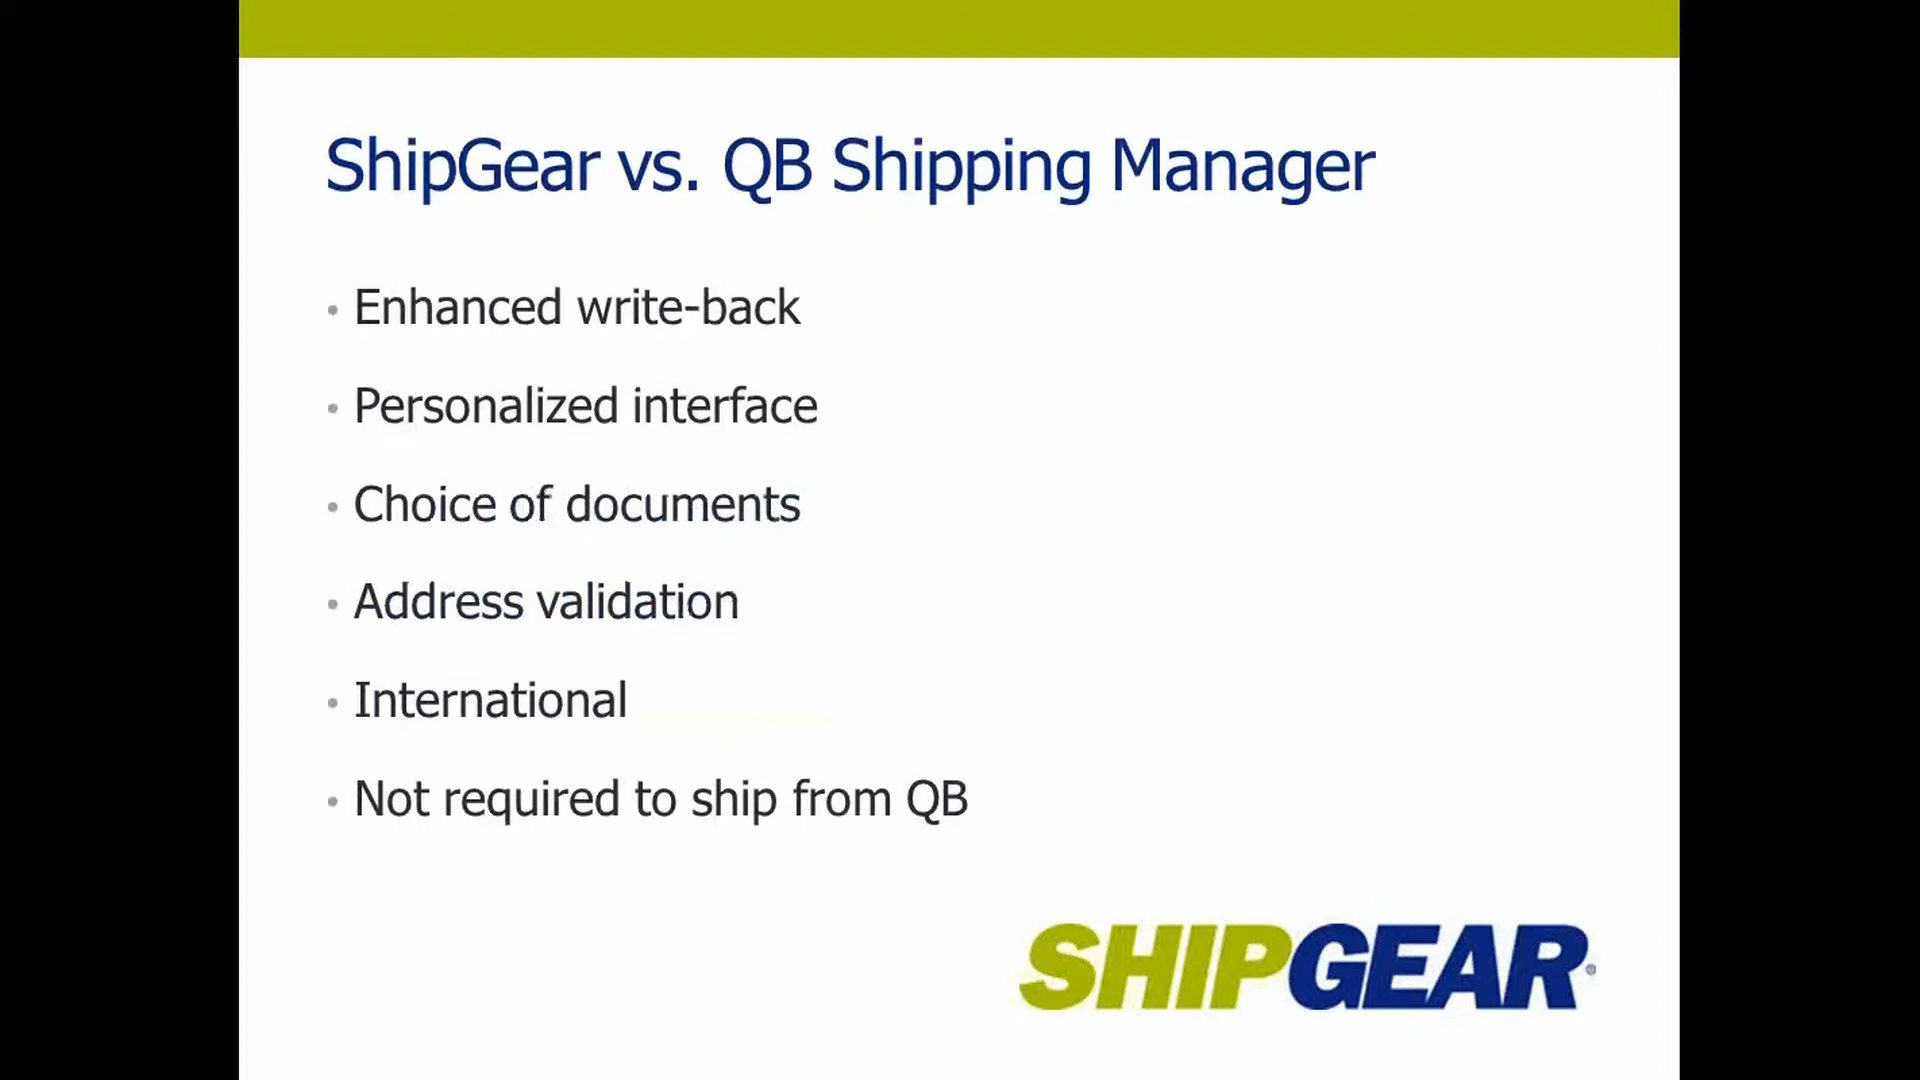 ShipGear vs. QB Shipping Manager
• Enhanced write-back
• Personalized interface
• Choice of documents
• Address validation
• International
• Not required to ship from QB
SHIPGEAR®